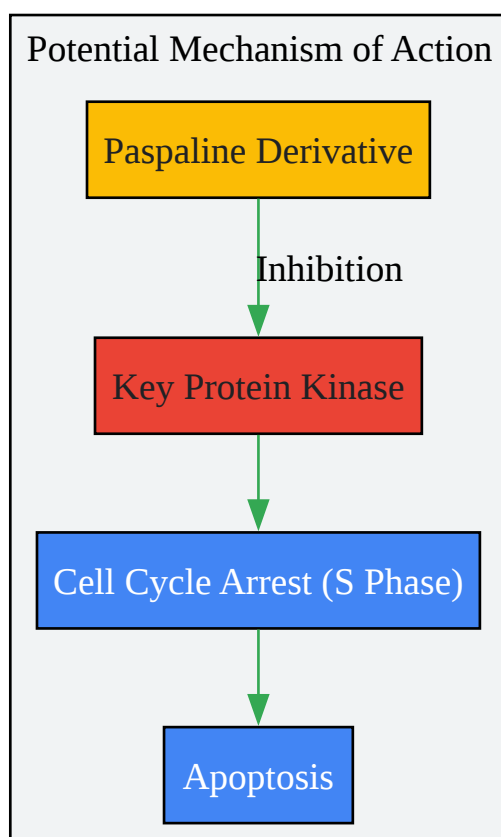 Potential Mechanism of Action
Paspaline Derivative
Inhibition
Key Protein Kinase
Cell Cycle Arrest (S Phase)
Apoptosis